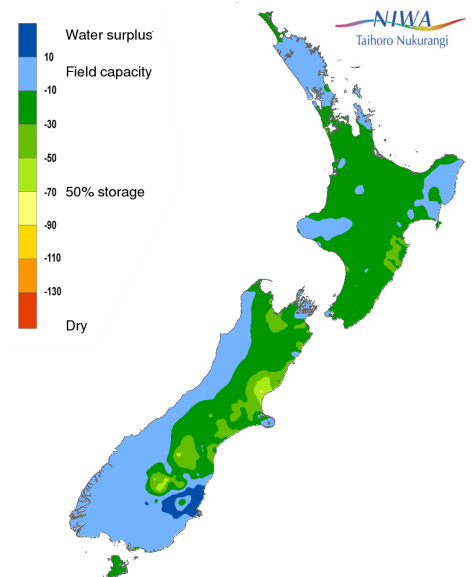 Water surplus
10
Field capacity
-10
-30
-50
50% storage
-70
-90
-110
-130
Dry
NIWA
Taihoro Nukurangi